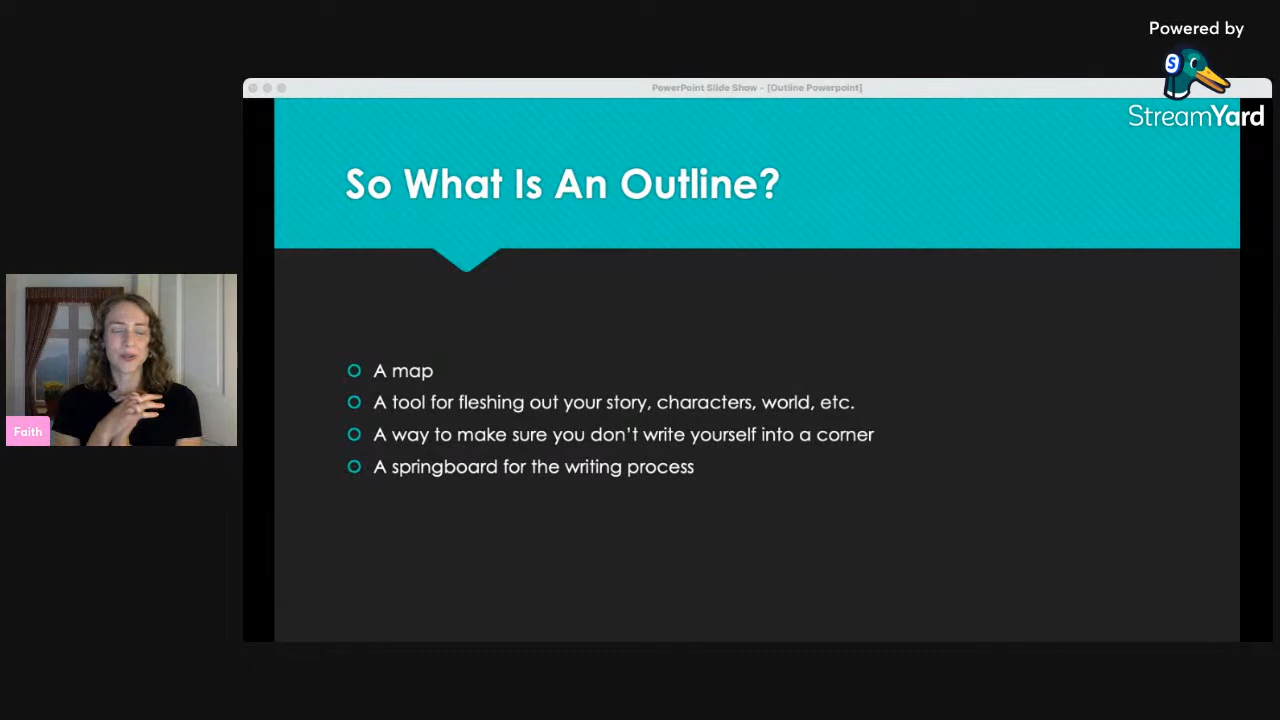 Powered by
S
StreamYard
PowerPoint Slide Show - [Outline Powerpoint]
So What Is An Outline?
A map
A tool for fleshing out your story, characters, world, etc.
A way to make sure you don’t write yourself into a corner
A springboard for the writing process
Faith